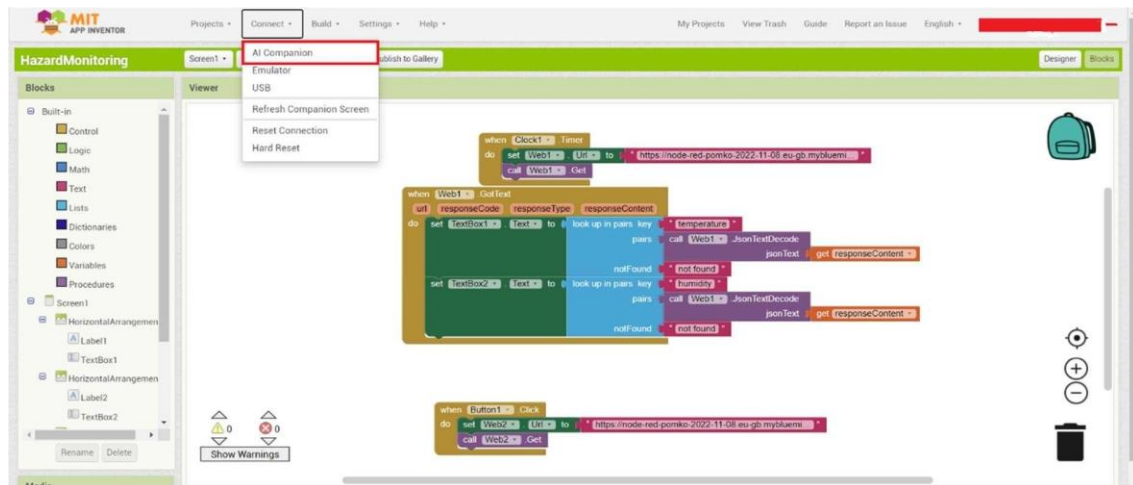 MIT
APP INVENTOR
Projects Connect Build Settings Help My Projects View Trash Guide Report an Issue English
HazardMonitoring Screen1 ublish to Gallery Designer Blocks
AI Companion
Emulator
USB
Refresh Companion Screen
Reset Connection
Hard Reset
Blocks
Built-in
Control
Logic
Math
Text
Lists
Dictionaries
Colors
Variables
Procedures
Screen1
HorizontalArrangemen
Label1
TextBox1
HorizontalArrangemen
Label2
TextBox2
Rename Delete
Viewer
when Clock1 .Timer
do set Web1 . Url to " https://node-red-pomko-2022-11-08.eu-gb.mybluemi... "
call Web1 .Get
when Web1 .GotText
url responseCode responseType responseContent
do set TextBox1 . Text to look up in pairs key " temperature "
pairs call Web1 .JsonTextDecode
jsonText get responseContent
notFound " not found "
set TextBox2 . Text to look up in pairs key " humidity "
pairs call Web1 .JsonTextDecode
jsonText get responseContent
notFound " not found "
when Button1 .Click
do set Web2 . Url to " https://node-red-pomko-2022-11-08.eu-gb.mybluemi... "
call Web2 .Get
0 0
Show Warnings